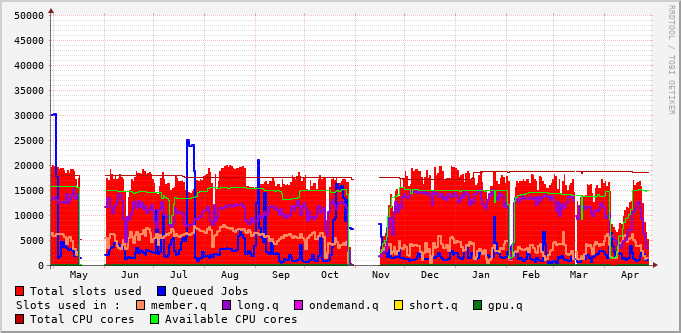 RRDTOOL / TOBI OETIKER
50000
45000
40000
35000
30000
25000
20000
15000
10000
5000
0
May Jun Jul Aug Sep Oct Nov Dec Jan Feb Mar Apr
Total slots used Queued Jobs
Slots used in : member.q long.q ondemand.q short.q gpu.q
Total CPU cores Available CPU cores